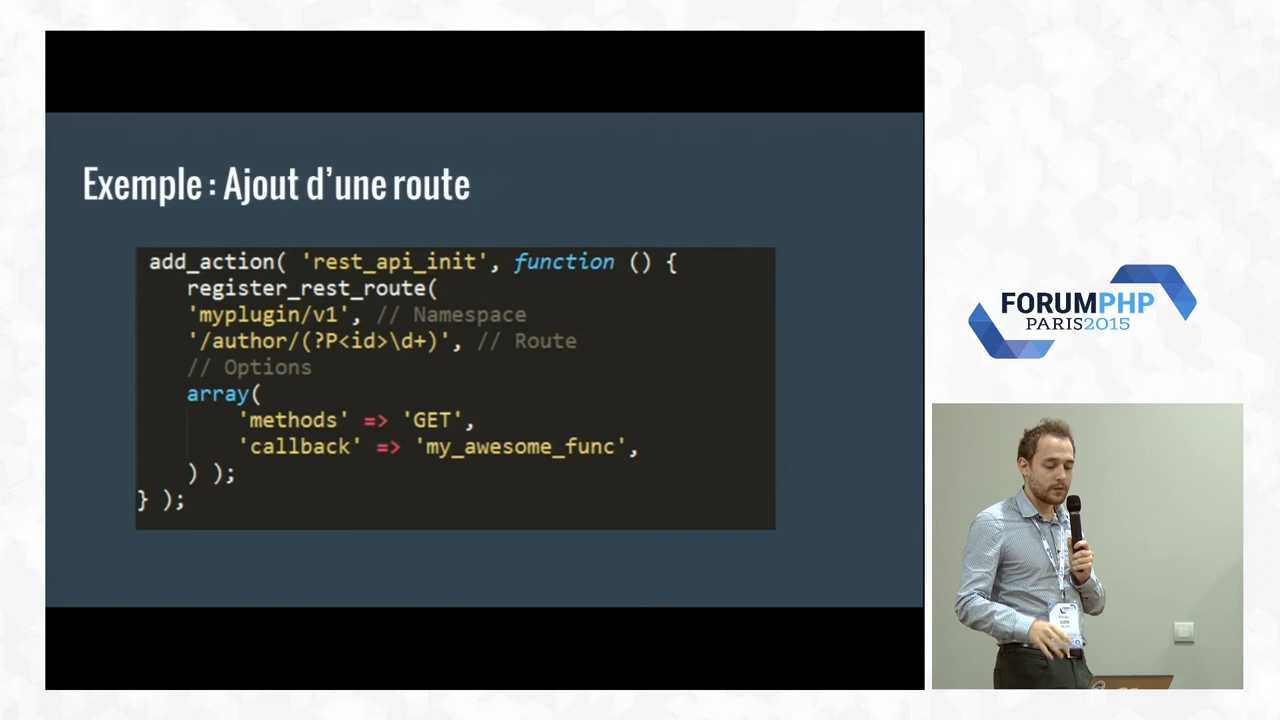 Exemple : Ajout d'une route
add_action( 'rest_api_init', function () {
register_rest_route(
'myplugin/v1', // Namespace
'/author/(?P<id>\d+)', // Route
// Options
array(
'methods' => 'GET',
'callback' => 'my_awesome_func',
) );
} );
FORUMPHP
PARIS2015